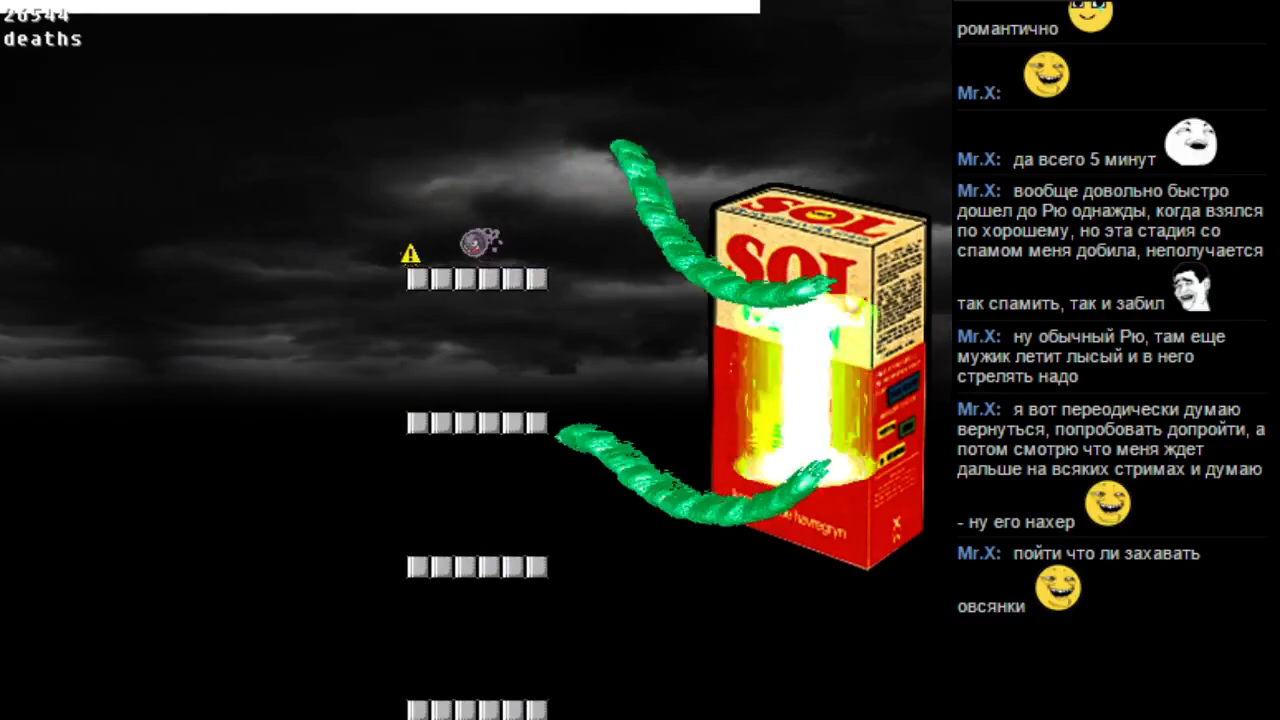 26544
deaths
SOL
SOL
havregryn
романтично
Mr.X:
Mr.X: да всего 5 минут
Mr.X: вообще довольно быстро
дошел до Рю однажды, когда взялся
по хорошему, но эта стадия со
спамом меня добила, неполучается
так спамить, так и забил
Mr.X: ну обычный Рю, там еще
мужик летит лысый и в него
стрелять надо
Mr.X: я вот переодически думаю
вернуться, попробовать допройти, а
потом смотрю что меня ждет
дальше на всяких стримах и думаю
- ну его нахер
Mr.X: пойти что ли захавать
овсянки